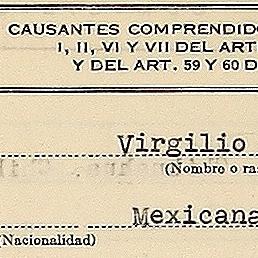 CAUSANTES COMPRENDIDO
I, II, VI Y VII DEL ART
Y DEL ART. 59 Y 60 D
Virgilio
(Nombre o ra
Mexicana
(Nacionalidad)